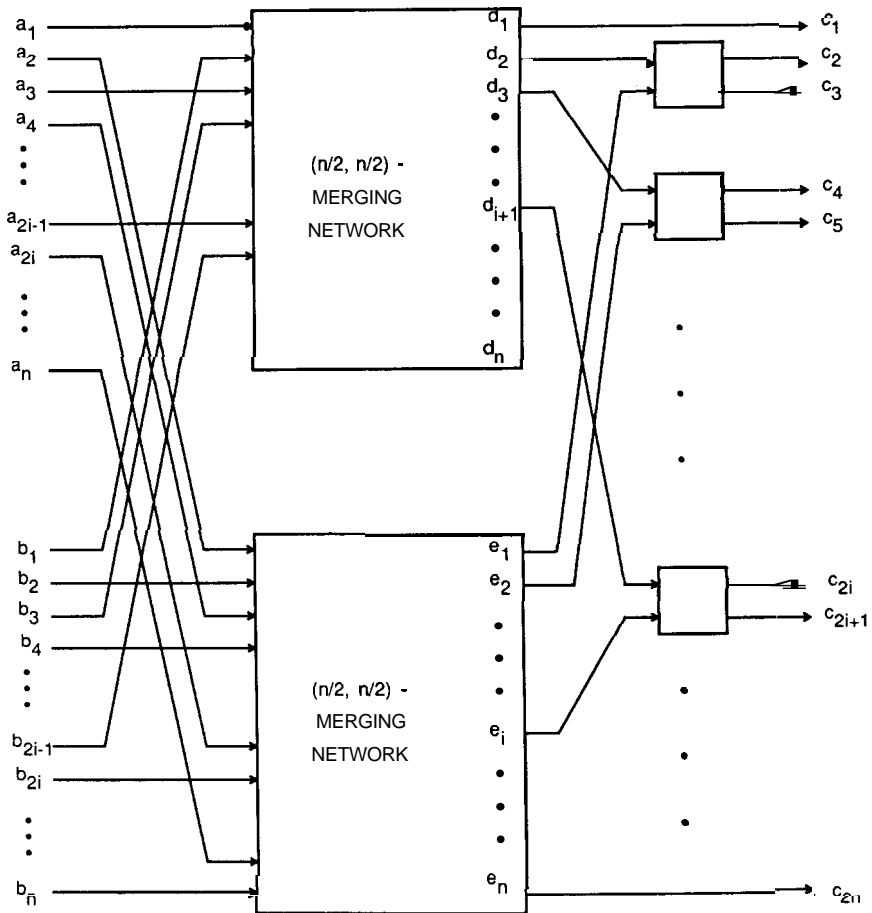 a1
a2
a3
a4
a2i-1
a2i
an
b1
b2
b3
b4
b2i-1
b2i
bn
(n/2, n/2) -
MERGING
NETWORK
d1
d2
d3
di+1
dn
(n/2, n/2) -
MERGING
NETWORK
e1
e2
ei
en
c1
c2
c3
c4
c5
c2i
c2i+1
c2n